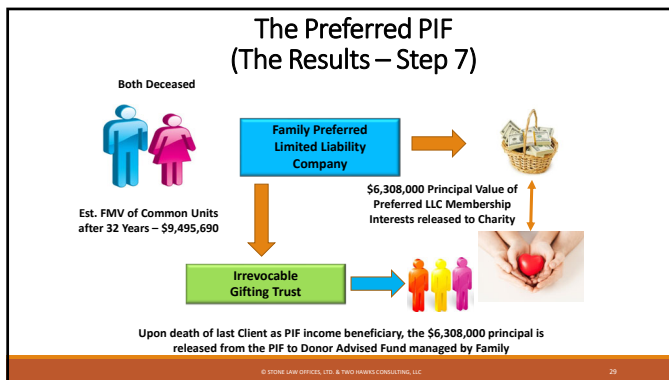 The Preferred PIF
(The Results – Step 7)
Both Deceased
Family Preferred
Limited Liability
Company
$6,308,000 Principal Value of
Preferred LLC Membership
Interests released to Charity
Est. FMV of Common Units
after 32 Years – $9,495,690
Irrevocable
Gifting Trust
Upon death of last Client as PIF income beneficiary, the $6,308,000 principal is
released from the PIF to Donor Advised Fund managed by Family
© STONE LAW OFFICES, LTD. & TWO HAWKS CONSULTING, LLC
29